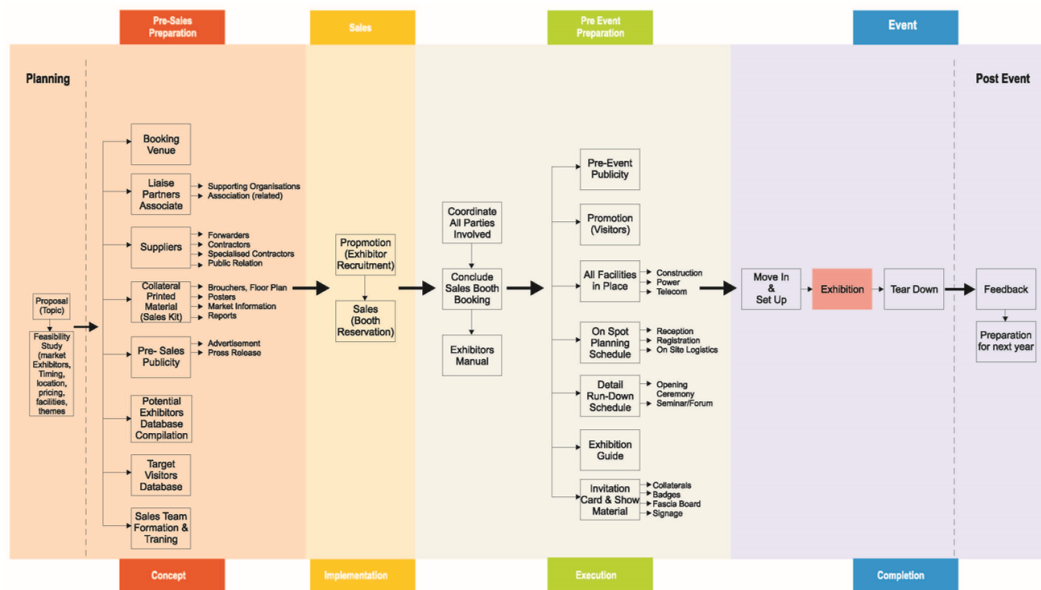 Pre-Sales
Preparation
Sales
Pre Event
Preparation
Event
Planning
Post Event
Proposal
(Topic)
Feasibility
Study
(market
Exhibitors,
Timing,
location,
pricing,
facilities,
themes
Booking
Venue
Liaise
Partners
Associate
Supporting Organisations
Association (related)
Suppliers
Forwarders
Contractors
Specialised Contractors
Public Relation
Collateral
Printed
Material
(Sales Kit)
Brouchers, Floor Plan
Posters
Market Information
Reports
Pre- Sales
Publicity
Advertisement
Press Release
Potential
Exhibitors
Database
Compilation
Target
Visitors
Database
Sales Team
Formation &
Traning
Propmotion
(Exhibitor
Recruitment)
Sales
(Booth
Reservation)
Coordinate
All Parties
Involved
Conclude
Sales Booth
Booking
Exhibitors
Manual
Pre-Event
Publicity
Promotion
(Visitors)
All Facilities
in Place
Construction
Power
Telecom
On Spot
Planning
Schedule
Reception
Registration
On Site Logistics
Detail
Run-Down
Schedule
Opening
Ceremony
Seminar/Forum
Exhibition
Guide
Invitation
Card & Show
Material
Collaterals
Badges
Fascia Board
Signage
Move In
&
Set Up
Exhibition
Tear Down
Feedback
Preparation
for next year
Concept
Implementation
Execution
Completion